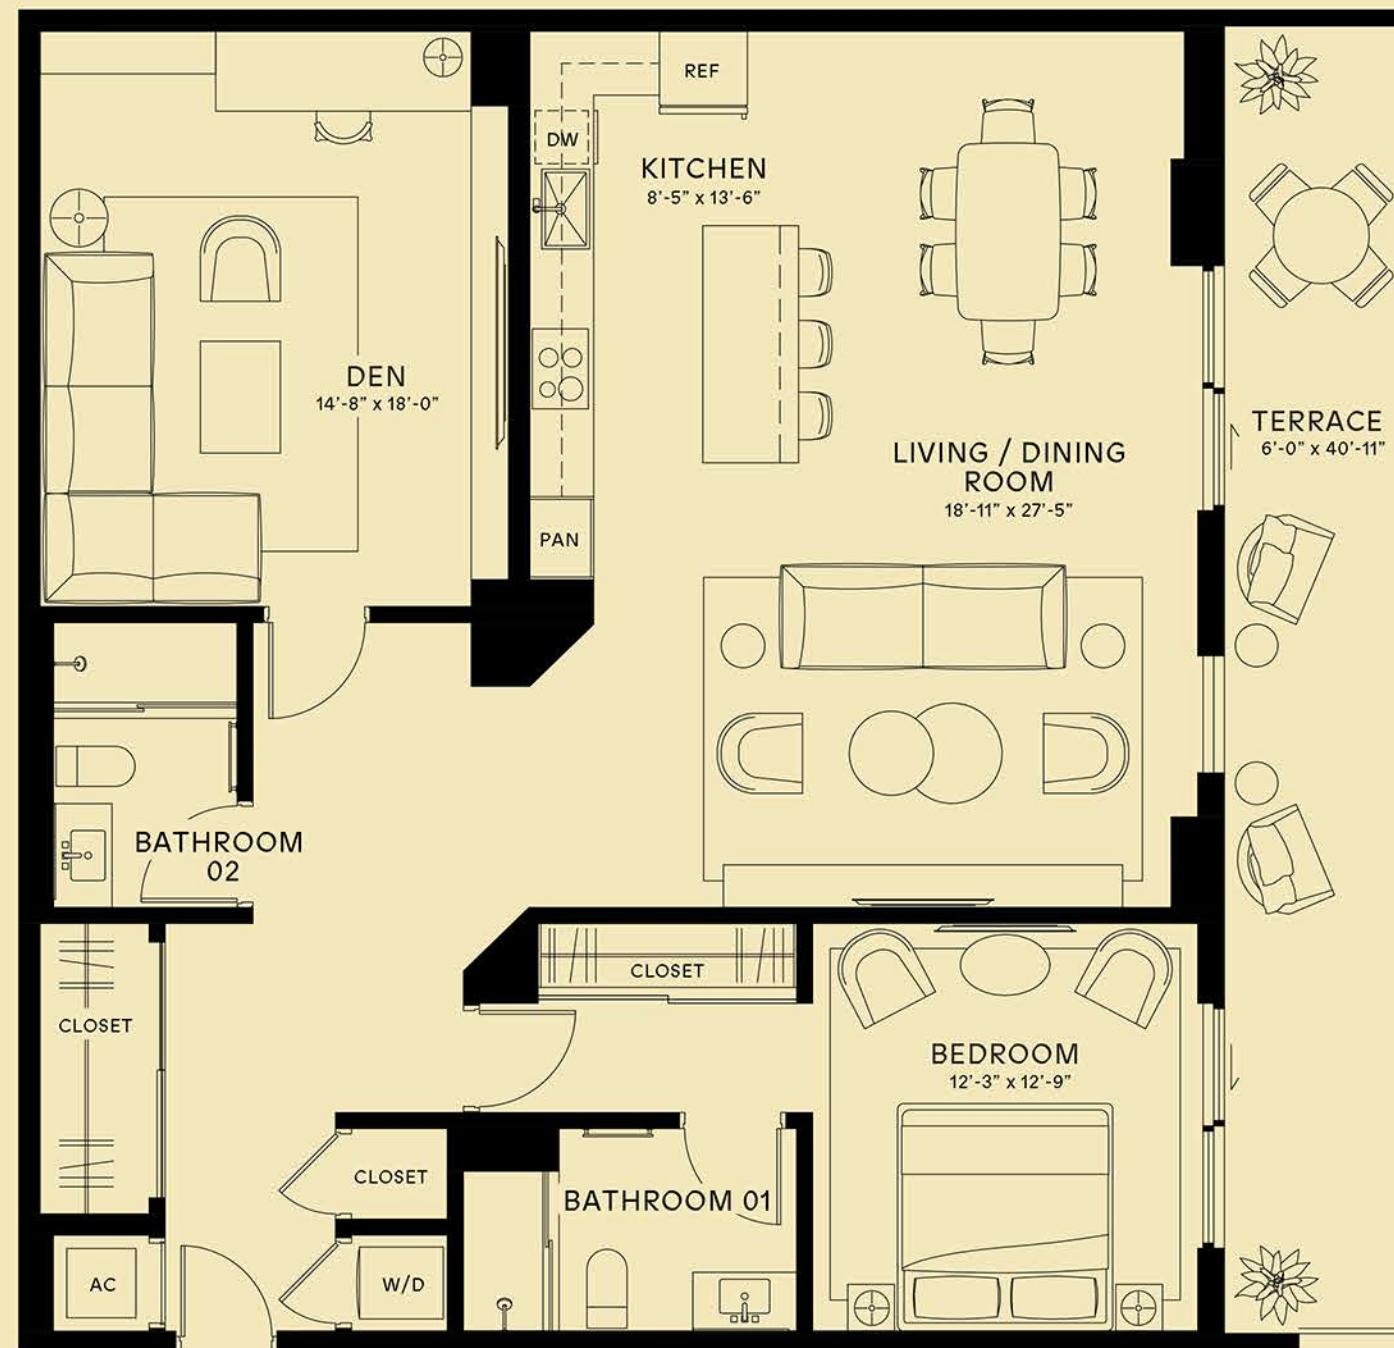 REF
DW
KITCHEN
8'-5" x 13'-6"
DEN
14'-8" x 18'-0"
TERRACE
6'-0" x 40'-11"
LIVING / DINING
ROOM
18'-11" x 27'-5"
PAN
BATHROOM
02
CLOSET
CLOSET
BEDROOM
12'-3" x 12'-9"
CLOSET
BATHROOM 01
AC
W/D